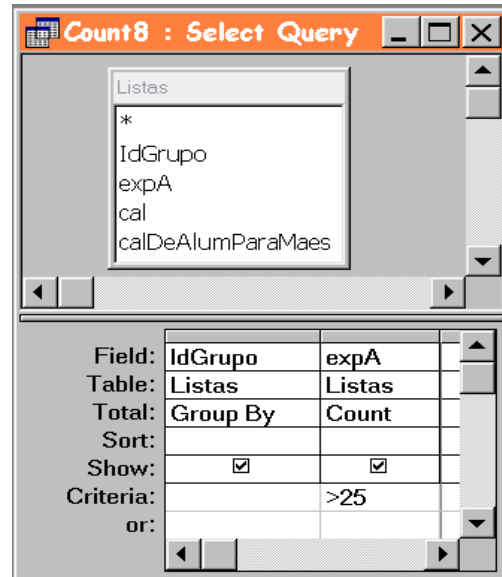 Count8 : Select Query
Listas
*
IdGrupo
expA
cal
calDeAlumParaMaes
Field: IdGrupo expA
Table: Listas Listas
Total: Group By Count
Sort:
Show:
Criteria: >25
or: